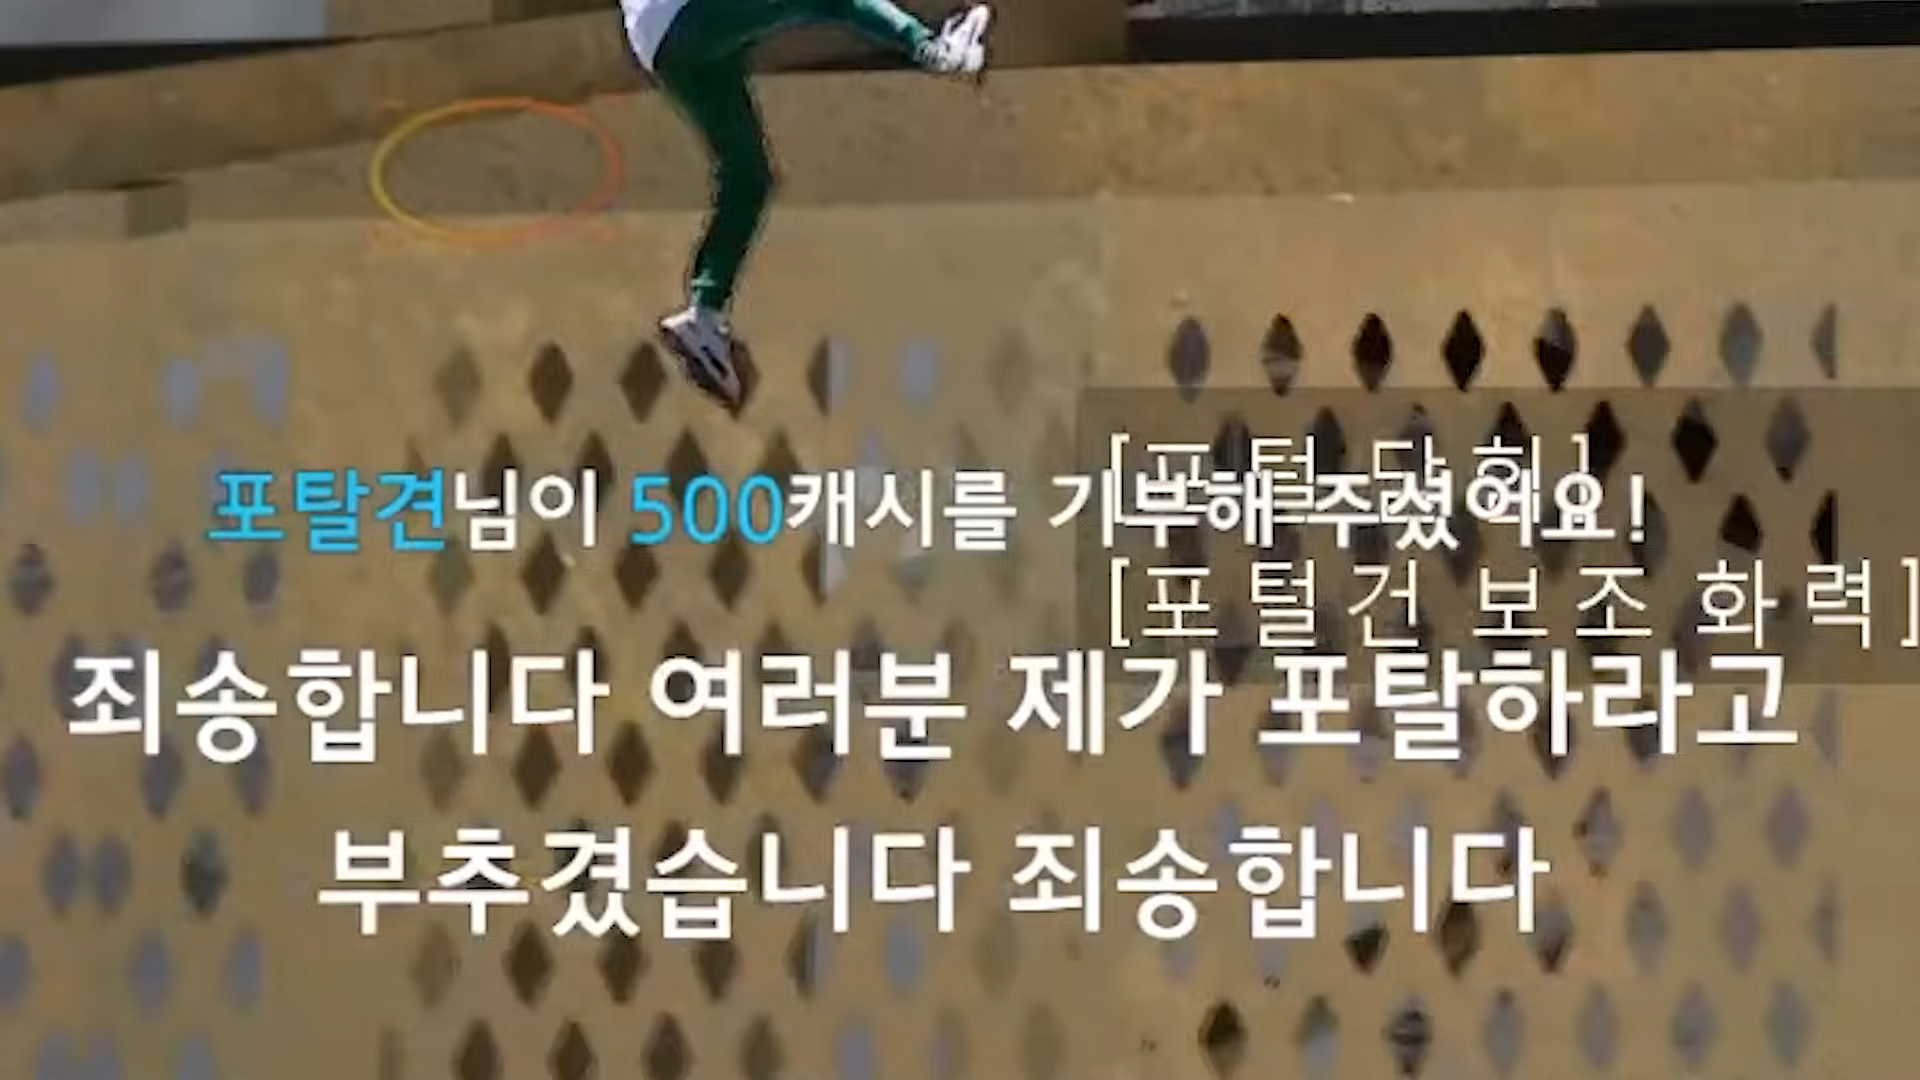 [포털 닫힘]
포탈견님이 500캐시를 기부해 주셨어요!
[포털건 보조 화력]
죄송합니다 여러분 제가 포탈하라고
부추겼습니다 죄송합니다